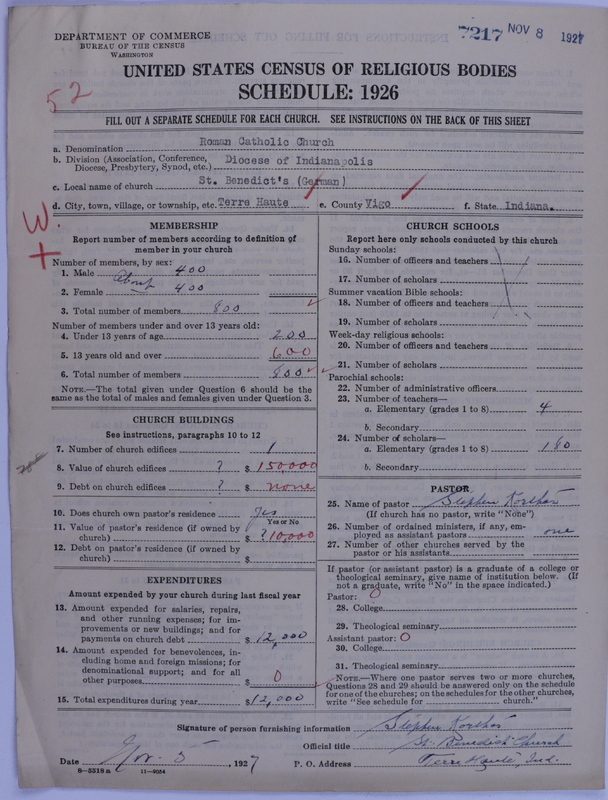 DEPARTMENT OF COMMERCE
BUREAU OF THE CENSUS
WASHINGTON
7217 NOV 8 1927
UNITED STATES CENSUS OF RELIGIOUS BODIES
SCHEDULE: 1926
52
FILL OUT A SEPARATE SCHEDULE FOR EACH CHURCH. SEE INSTRUCTIONS ON THE BACK OF THIS SHEET
a. Denomination Roman Catholic Church
b. Division (Association, Conference, Diocese of Indianapolis
Diocese, Presbytery, Synod, etc.)
c. Local name of church St. Benedict's (German)
d. City, town, village, or township, etc. Terre Haute e. County Vigo f. State Indiana.
W.
+
MEMBERSHIP
Report number of members according to definition of
member in your church
Number of members, by sex:
1. Male 400
About
2. Female 400
3. Total number of members 800
Number of members under and over 13 years old:
4. Under 13 years of age 200
5. 13 years old and over 600
6. Total number of members 800
NOTE.—The total given under Question 6 should be the
same as the total of males and females given under Question 3.
CHURCH BUILDINGS
See instructions, paragraphs 10 to 12
7. Number of church edifices 1
8. Value of church edifices ? $ 150000
9. Debt on church edifices ? $ none
10. Does church own pastor's residence? Yes
Yes or No
11. Value of pastor's residence (if owned by
church) $ ?10,000
12. Debt on pastor's residence (if owned by
church) $
EXPENDITURES
Amount expended by your church during last fiscal year
13. Amount expended for salaries, repairs,
and other running expenses; for im-
provements or new buildings; and for
payments on church debt $ 12,000
14. Amount expended for benevolences, in-
cluding home and foreign missions; for
denominational support; and for all
other purposes $ 0
15. Total expenditures during year $ 12,000
CHURCH SCHOOLS
Report here only schools conducted by this church
Sunday schools:
16. Number of officers and teachers
17. Number of scholars
Summer vacation Bible schools:
18. Number of officers and teachers
19. Number of scholars
Week-day religious schools:
20. Number of officers and teachers
21. Number of scholars
Parochial schools:
22. Number of administrative officers
23. Number of teachers—
a. Elementary (grades 1 to 8) 4
b. Secondary
24. Number of scholars—
a. Elementary (grades 1 to 8) 180
b. Secondary
PASTOR
25. Name of pastor Stephen
(If church has no pastor, write "None")
26. Number of ordained ministers, if any, em-
ployed as assistant pastors one
27. Number of other churches served by the
pastor or his assistants
If pastor (or assistant pastor) is a graduate of a college or
theological seminary, give name of institution below. (If
not a graduate, write "No" in the space indicated.)
Pastor: 0
28. College
29. Theological seminary
Assistant pastor: 0
30. College
31. Theological seminary
NOTE.—Where one pastor serves two or more churches,
Questions 28 and 29 should be answered only on the schedule
for one of the churches; on the schedules for the other churches,
write "See schedule for church."
Signature of person furnishing information Stephen
Official title St. Benedict Church
Date Nov. 5, 1927 P. O. Address Terre Haute, Ind.
8—5518 a 11—9054